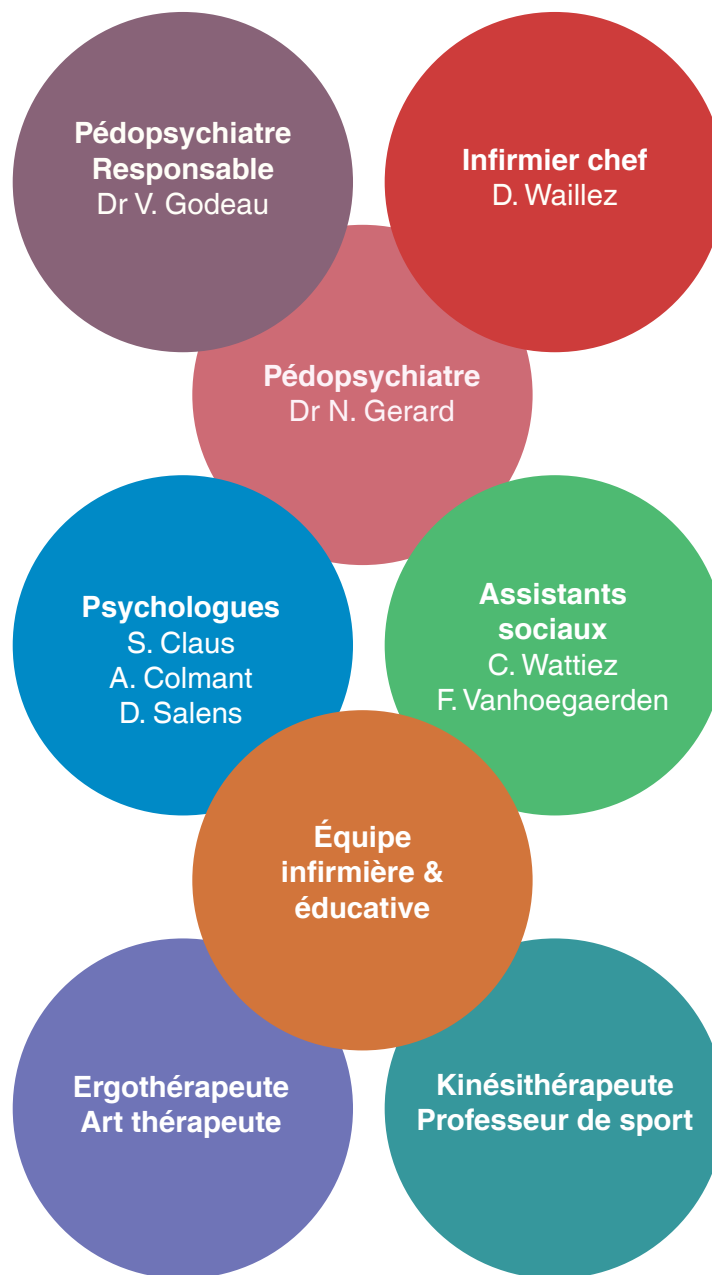 Pédopsychiatre
Responsable
Dr V. Godeau
Infirmier chef
D. Waillez
Pédopsychiatre
Dr N. Gerard
Psychologues
S. Claus
A. Colmant
D. Salens
Assistants
sociaux
C. Wattiez
F. Vanhoegaerden
Équipe
infirmière &
éducative
Ergothérapeute
Art thérapeute
Kinésithérapeute
Professeur de sport